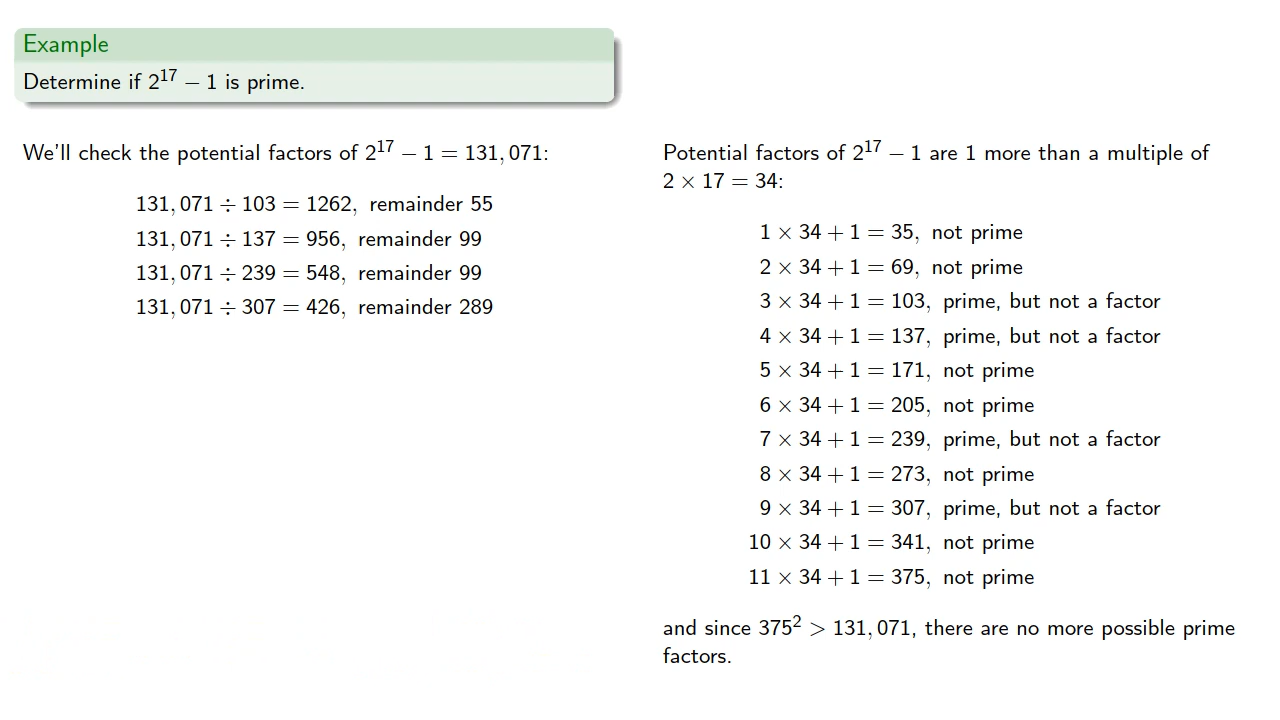 Example
Determine if 2^17 − 1 is prime.
We'll check the potential factors of 2^17 − 1 = 131, 071:
131, 071 ÷ 103 = 1262, remainder 55
131, 071 ÷ 137 = 956, remainder 99
131, 071 ÷ 239 = 548, remainder 99
131, 071 ÷ 307 = 426, remainder 289
Potential factors of 2^17 − 1 are 1 more than a multiple of
2 × 17 = 34:
1 × 34 + 1 = 35, not prime
2 × 34 + 1 = 69, not prime
3 × 34 + 1 = 103, prime, but not a factor
4 × 34 + 1 = 137, prime, but not a factor
5 × 34 + 1 = 171, not prime
6 × 34 + 1 = 205, not prime
7 × 34 + 1 = 239, prime, but not a factor
8 × 34 + 1 = 273, not prime
9 × 34 + 1 = 307, prime, but not a factor
10 × 34 + 1 = 341, not prime
11 × 34 + 1 = 375, not prime
and since 375^2 > 131, 071, there are no more possible prime
factors.